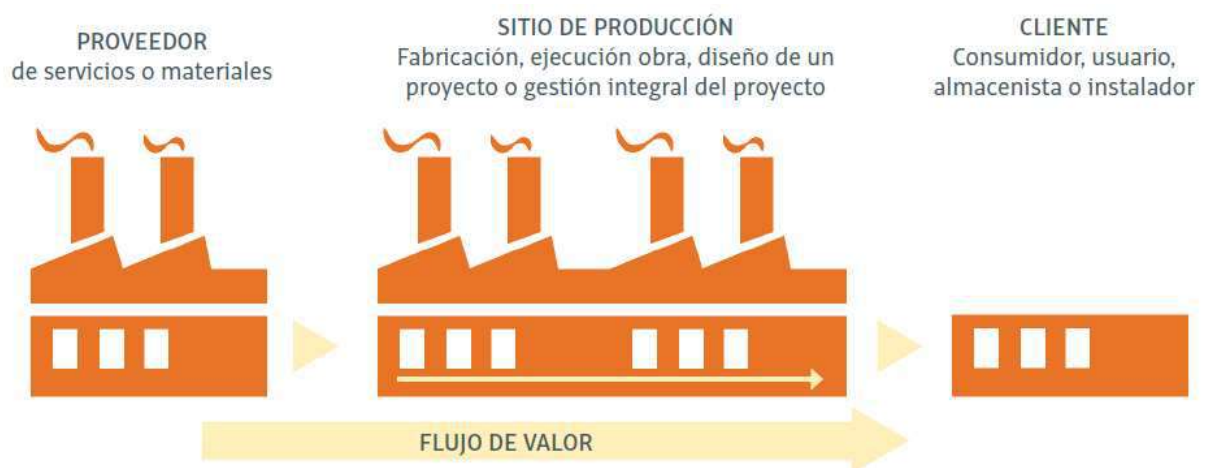 PROVEEDOR
de servicios o materiales
SITIO DE PRODUCCIÓN
Fabricación, ejecución obra, diseño de un
proyecto o gestión integral del proyecto
CLIENTE
Consumidor, usuario,
almacenista o instalador
FLUJO DE VALOR